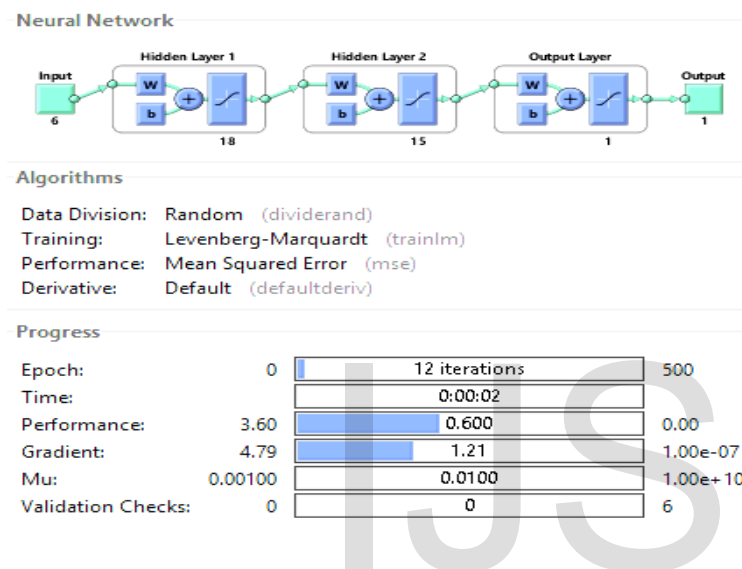 Neural Network
Hidden Layer 1 Hidden Layer 2 Output Layer
Input Output
W W W
+ + +
b b b
6 1
18 15 1
Algorithms
Data Division: Random (dividerand)
Training: Levenberg-Marquardt (trainlm)
Performance: Mean Squared Error (mse)
Derivative: Default (defaultderiv)
Progress
Epoch: 0 12 iterations 500
Time: 0:00:02
Performance: 3.60 0.600 0.00
Gradient: 4.79 1.21 1.00e-07
Mu: 0.00100 0.0100 1.00e+10
Validation Checks: 0 0 6
IJS